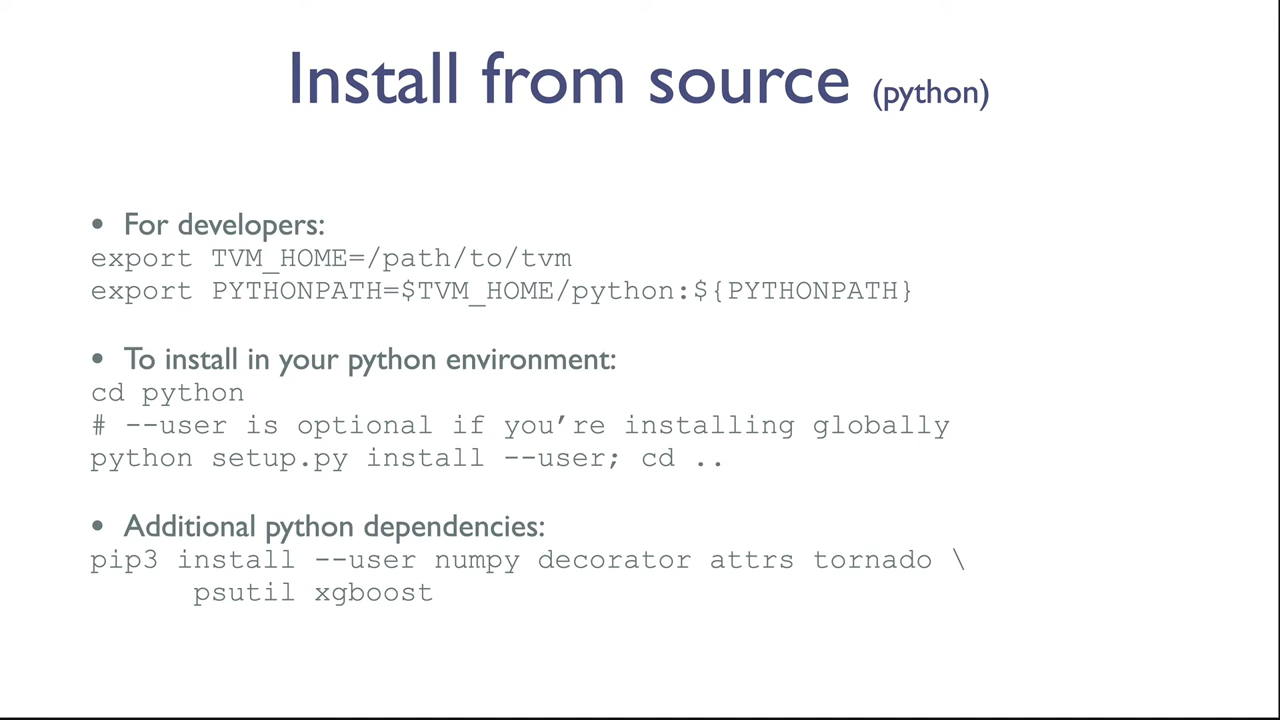 Install from source (python)
• For developers:
export TVM_HOME=/path/to/tvm
export PYTHONPATH=$TVM_HOME/python:${PYTHONPATH}
• To install in your python environment:
cd python
# --user is optional if you’re installing globally
python setup.py install --user; cd ..
• Additional python dependencies:
pip3 install --user numpy decorator attrs tornado \
psutil xgboost